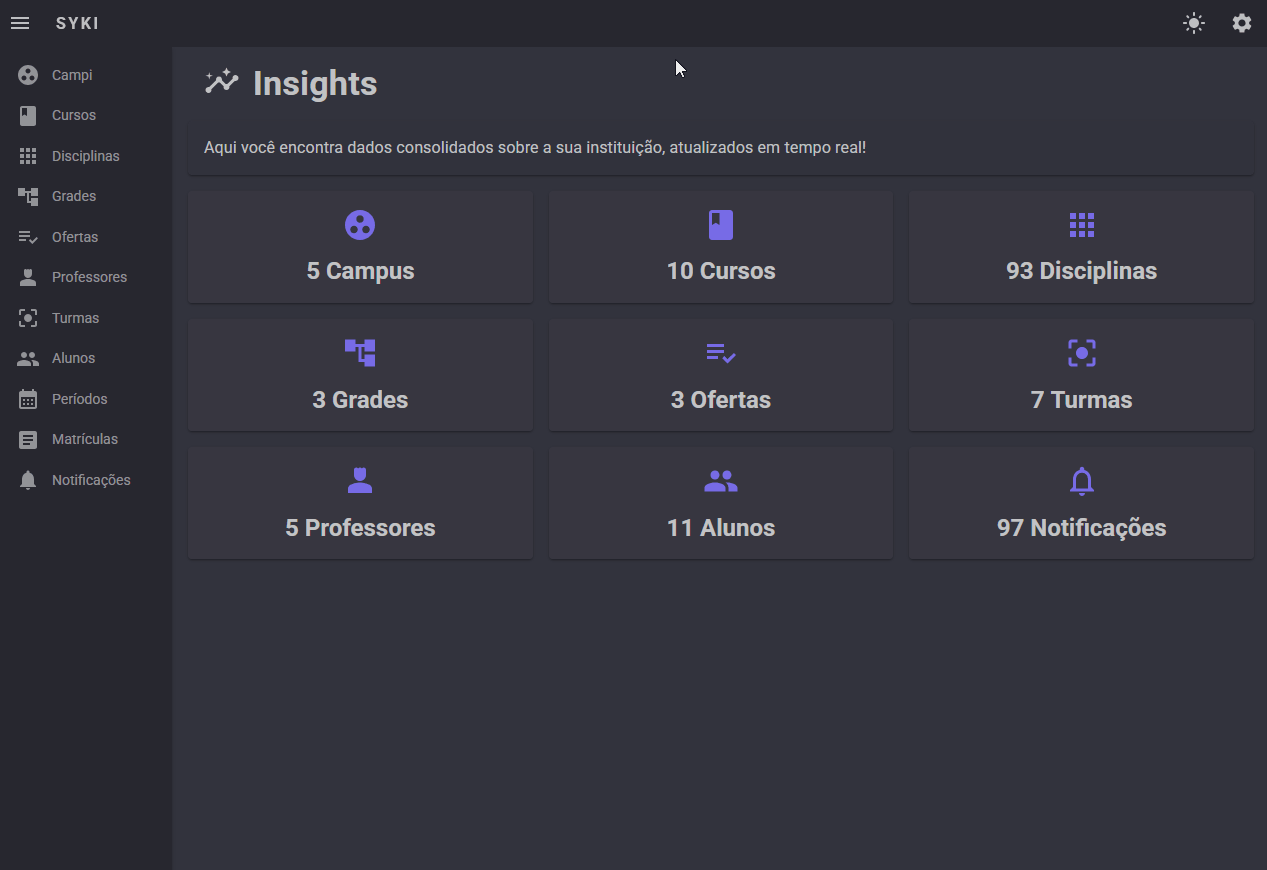 SYKI
Campi
Cursos
Disciplinas
Grades
Ofertas
Professores
Turmas
Alunos
Períodos
Matrículas
Notificações
Insights
Aqui você encontra dados consolidados sobre a sua instituição, atualizados em tempo real!
5 Campus
10 Cursos
93 Disciplinas
3 Grades
3 Ofertas
7 Turmas
5 Professores
11 Alunos
97 Notificações